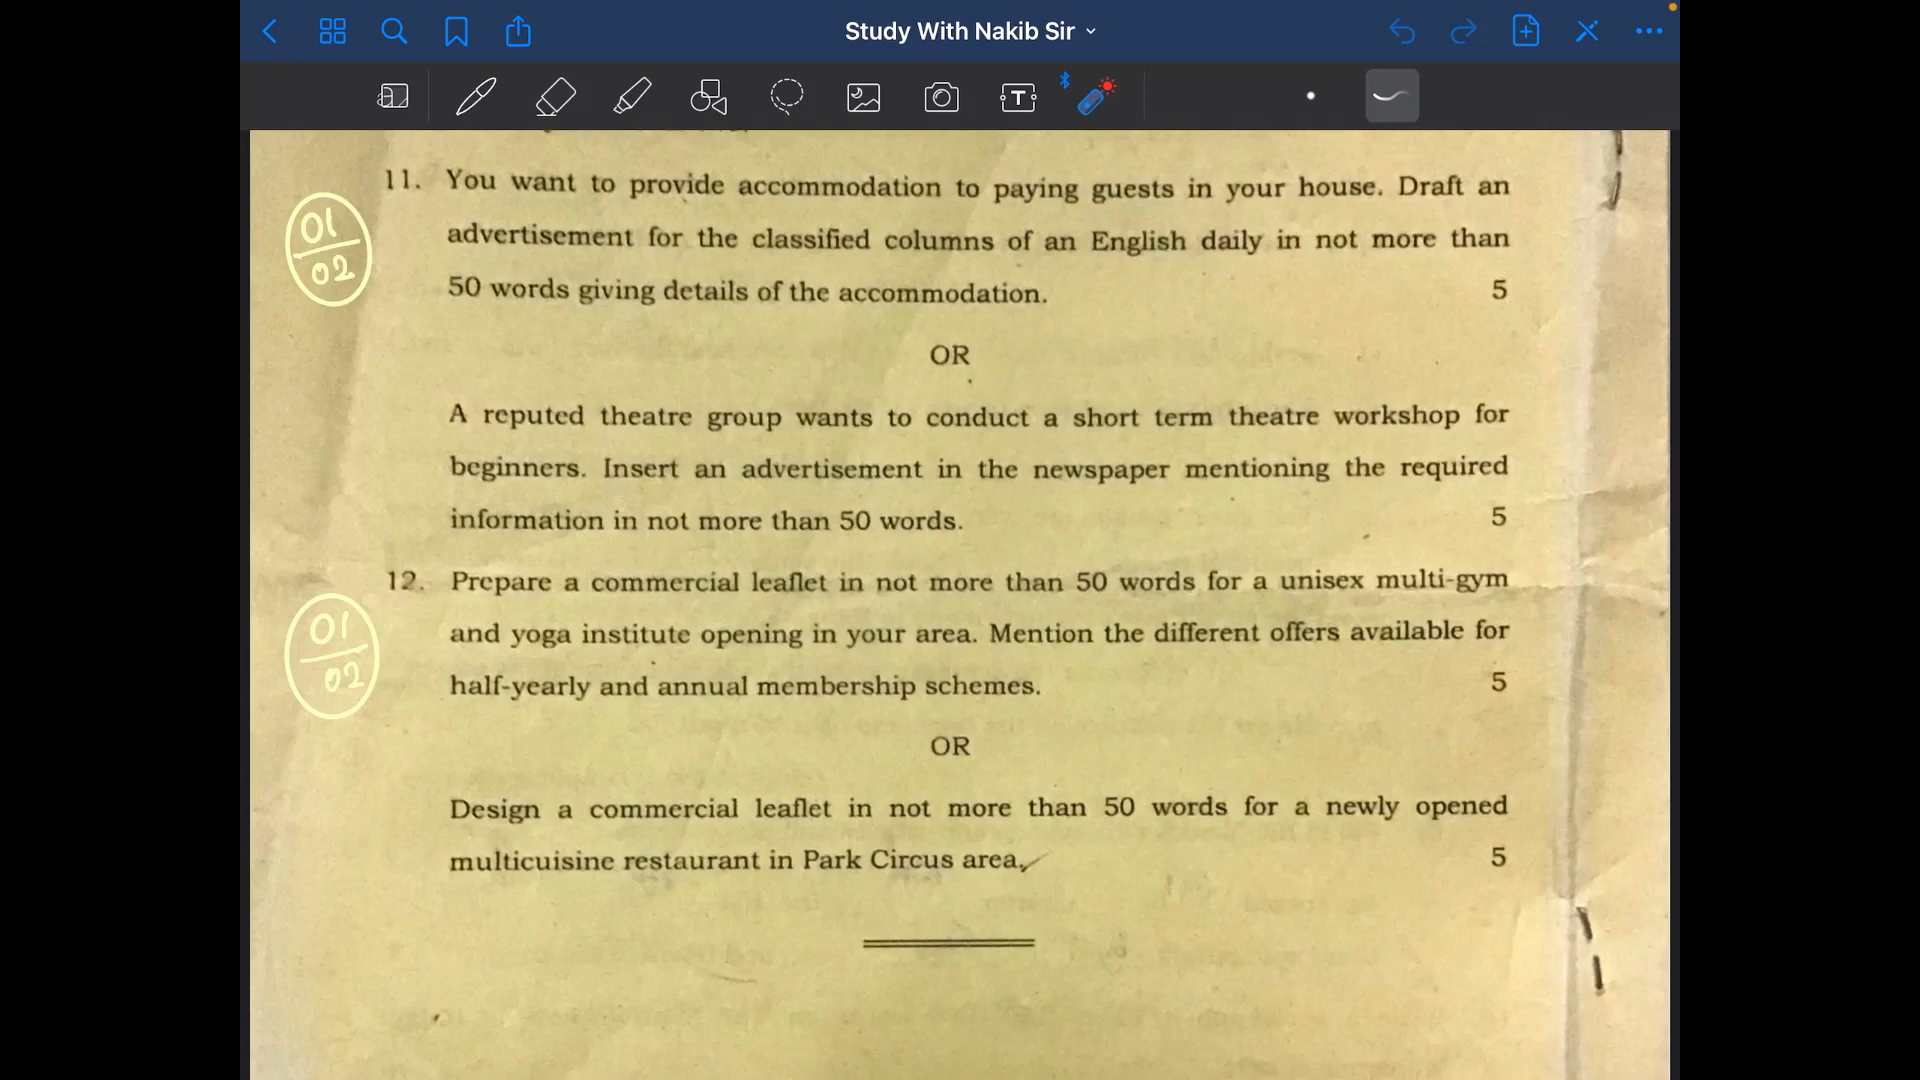 Study With Nakib Sir
11. You want to provide accommodation to paying guests in your house. Draft an
01
02
advertisement for the classified columns of an English daily in not more than
50 words giving details of the accommodation. 5
OR
A reputed theatre group wants to conduct a short term theatre workshop for
beginners. Insert an advertisement in the newspaper mentioning the required
information in not more than 50 words. 5
12. Prepare a commercial leaflet in not more than 50 words for a unisex multi-gym
01
02
and yoga institute opening in your area. Mention the different offers available for
half-yearly and annual membership schemes. 5
OR
Design a commercial leaflet in not more than 50 words for a newly opened
multicuisine restaurant in Park Circus area. 5